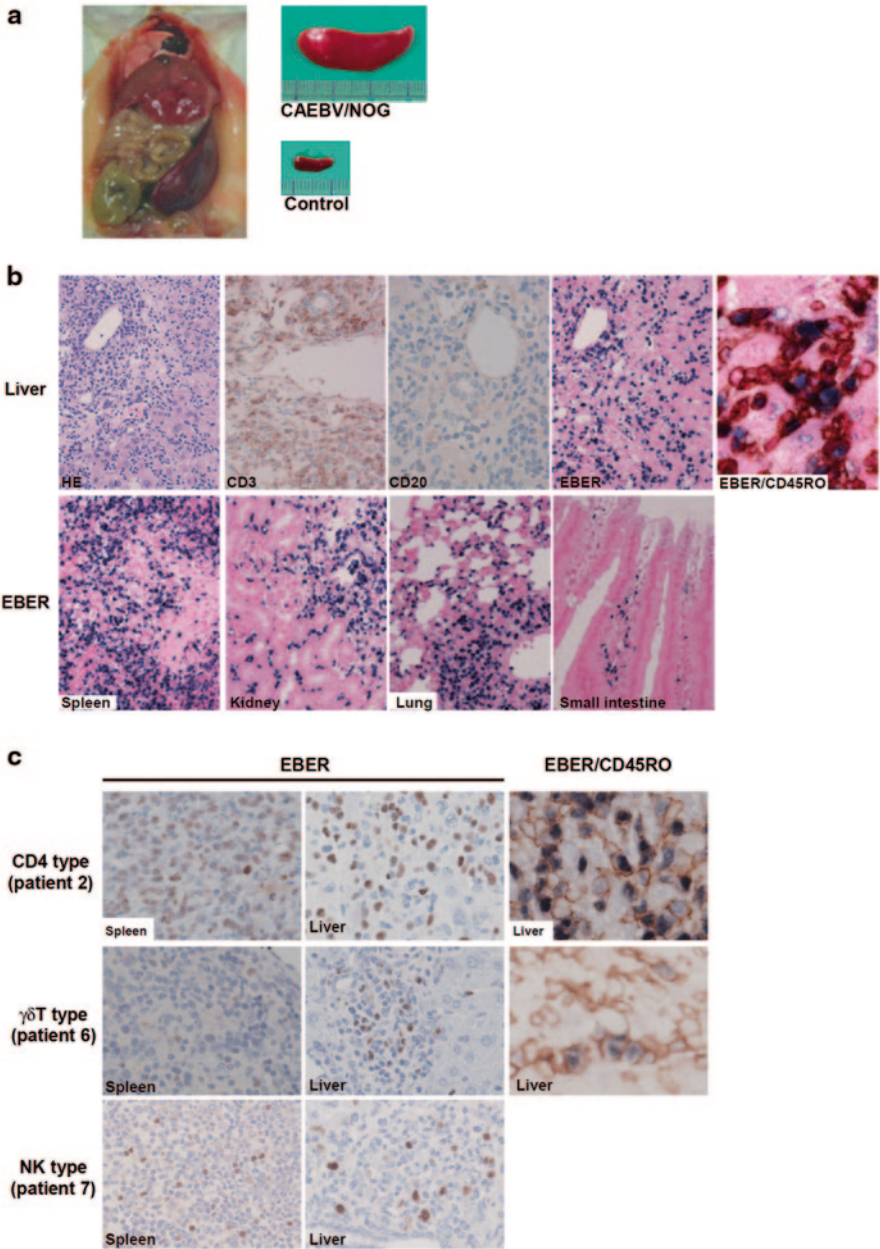 a
CAEBV/NOG
Control
b
Liver
HE
CD3
CD20
EBER
EBER/CD45RO
EBER
Spleen
Kidney
Lung
Small intestine
c
EBER
EBER/CD45RO
CD4 type
(patient 2)
Spleen
Liver
Liver
γδT type
(patient 6)
Spleen
Liver
Liver
NK type
(patient 7)
Spleen
Liver